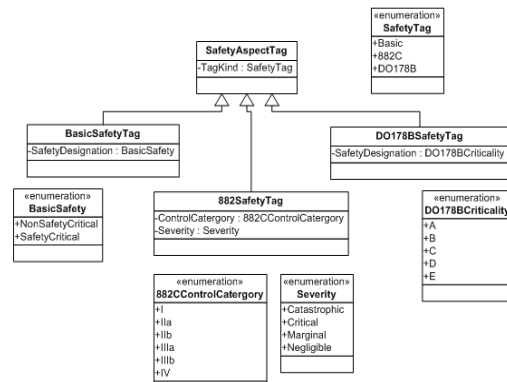 SafetyAspectTag
-TagKind : SafetyTag
«enumeration»
SafetyTag
+Basic
+882C
+DO178B
BasicSafetyTag
-SafetyDesignation : BasicSafety
DO178BSafetyTag
-SafetyDesignation : DO178BCriticality
«enumeration»
BasicSafety
+NonSafetyCritical
+SafetyCritical
882SafetyTag
-ControlCatergory : 882CControlCatergory
-Severity : Severity
«enumeration»
DO178BCriticality
+A
+B
+C
+D
+E
«enumeration»
882CControlCatergory
+I
+IIa
+IIb
+IIIa
+IIIb
+IV
«enumeration»
Severity
+Catastrophic
+Critical
+Marginal
+Negligible